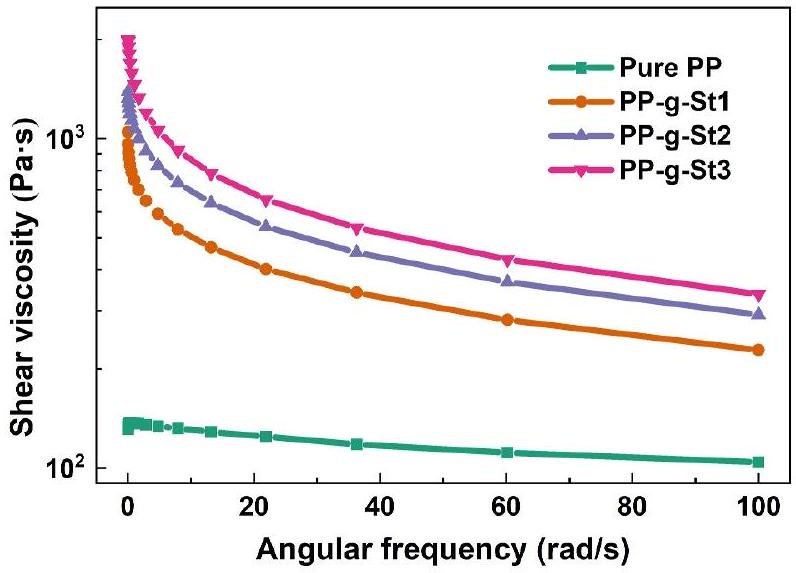 Pure PP
PP-g-St1
PP-g-St2
PP-g-St3
Shear viscosity (Pa·s)
10³
10²
0 20 40 60 80 100
Angular frequency (rad/s)